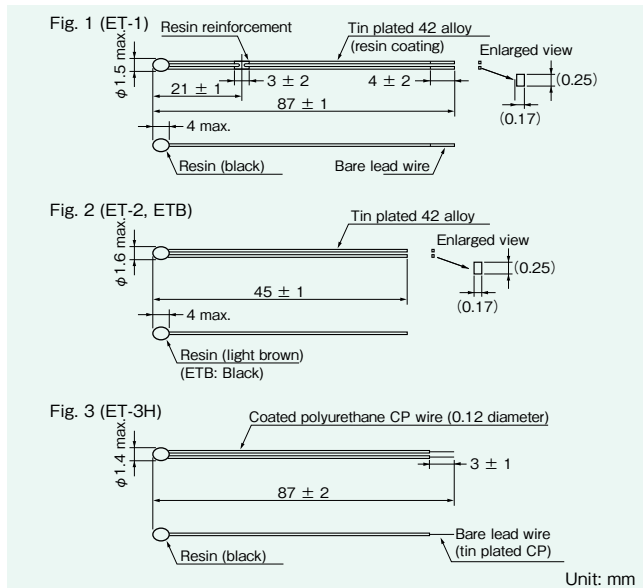 Fig. 1 (ET-1)
Resin reinforcement
Tin plated 42 alloy
(resin coating)
Enlarged view
φ1.5 max.
21 ± 1
3 ± 2
4 ± 2
87 ± 1
(0.25)
(0.17)
4 max.
Resin (black)
Bare lead wire
Fig. 2 (ET-2, ETB)
Tin plated 42 alloy
Enlarged view
φ1.6 max.
45 ± 1
(0.25)
(0.17)
4 max.
Resin (light brown)
(ETB: Black)
Fig. 3 (ET-3H)
Coated polyurethane CP wire (0.12 diameter)
φ1.4 max.
3 ± 1
87 ± 2
Resin (black)
Bare lead wire
(tin plated CP)
Unit: mm